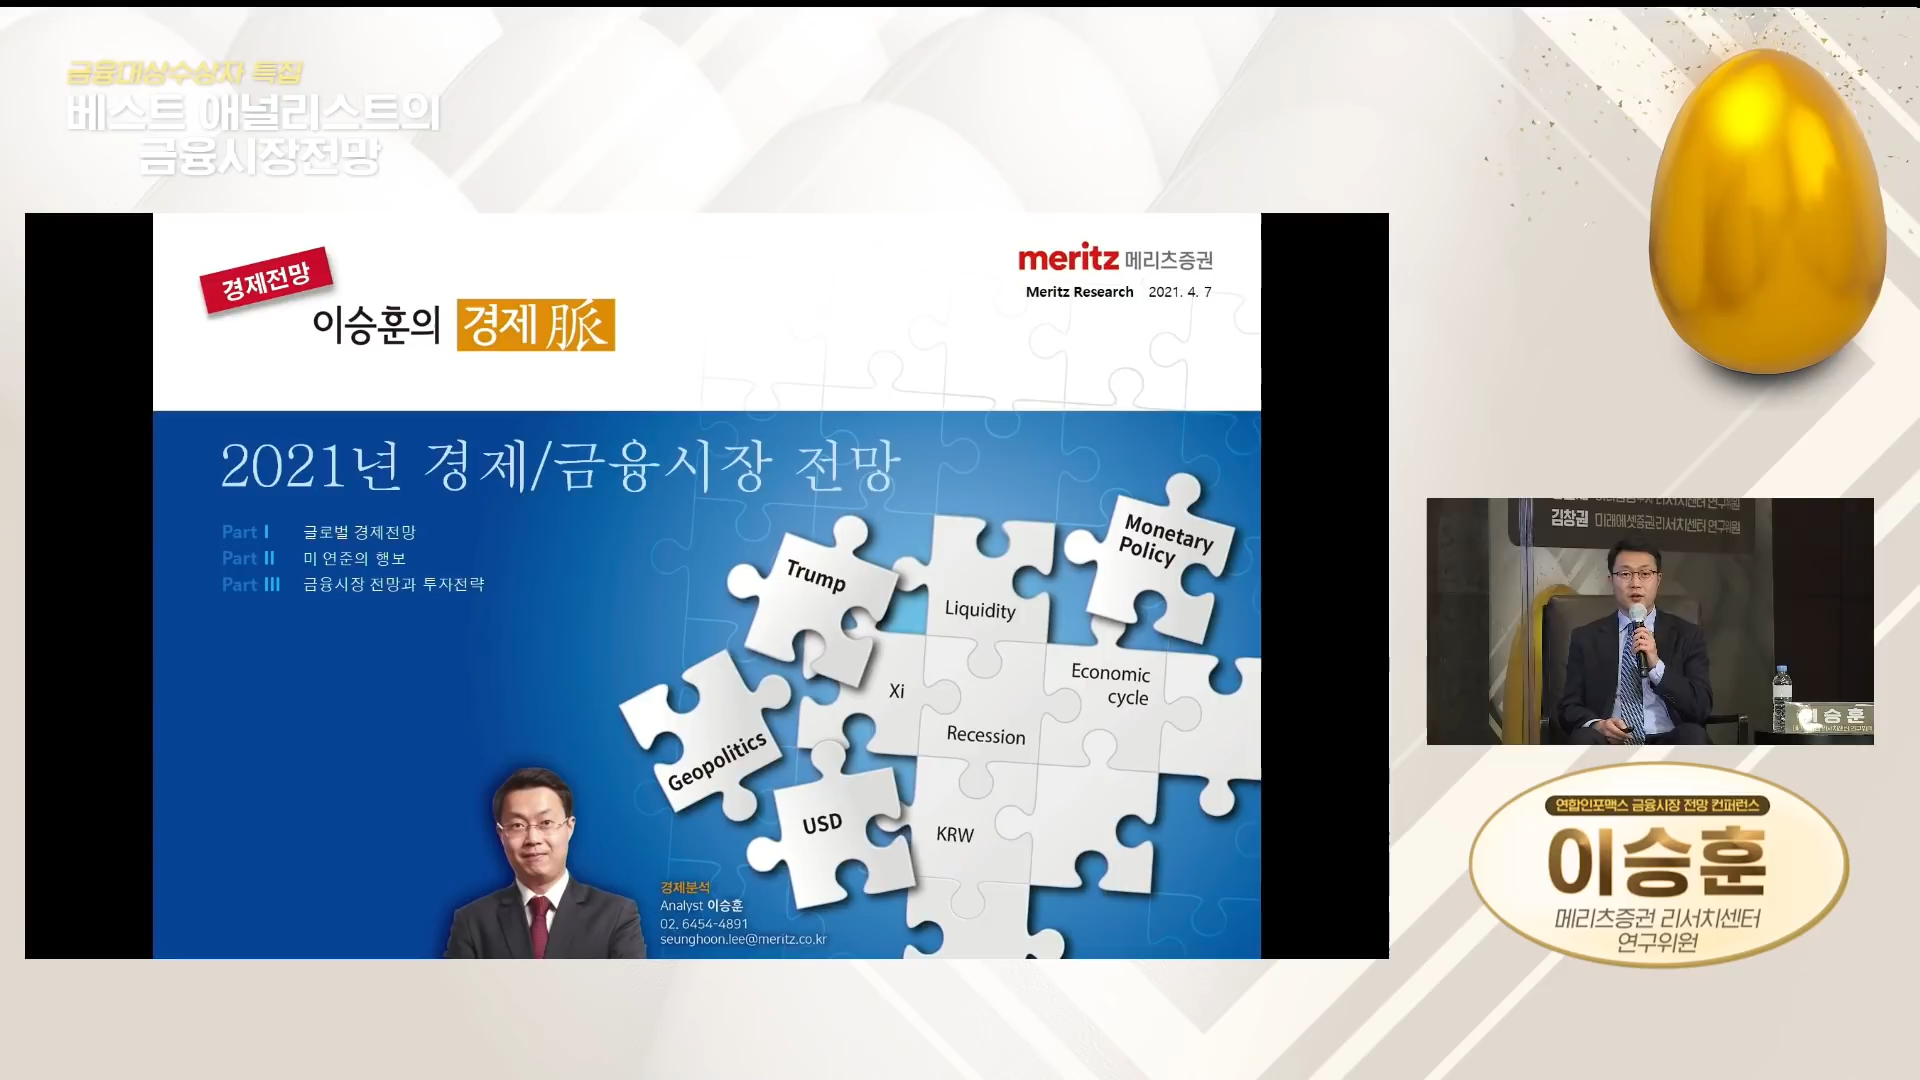 금융대상수상자 특집
베스트 애널리스트의
금융시장전망
경제전망
이승훈의 경제 脈
meritz 메리츠증권
Meritz Research 2021. 4. 7
2021년 경제/금융시장 전망
Part I 글로벌 경제전망
Part II 미 연준의 행보
Part III 금융시장 전망과 투자전략
Monetary
Policy
Trump
Liquidity
Economic
cycle
Xi
Recession
Geopolitics
USD
KRW
경제분석
Analyst 이승훈
02. 6454-4891
seunghoon.lee@meritz.co.kr
김창권 미래에셋증권 리서치센터 연구위원
이 승 훈
연합인포맥스 금융시장 전망 컨퍼런스
이승훈
메리츠증권 리서치센터
연구위원